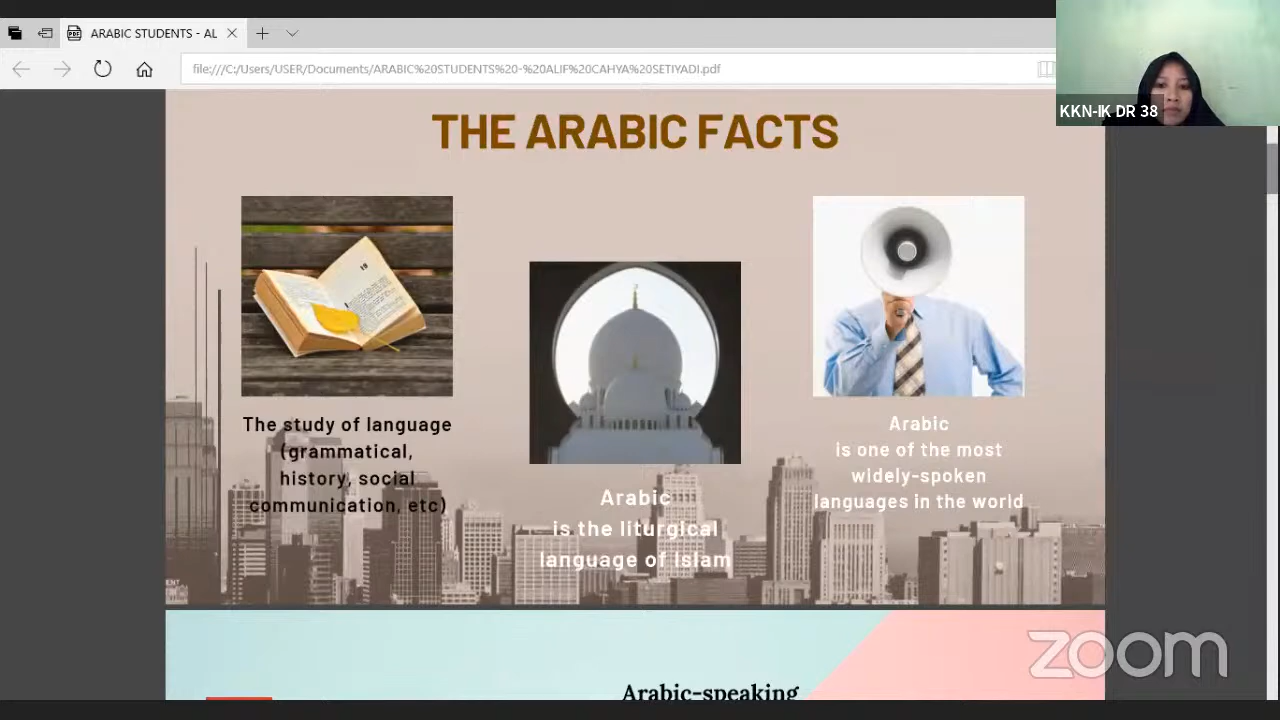 ARABIC STUDENTS - AL
file:///C:/Users/USER/Documents/ARABIC%20STUDENTS%20-%20ALIF%20CAHYA%20SETIYADI.pdf
KKN-IK DR 38
THE ARABIC FACTS
19
The study of language
(grammatical,
history, social
communication, etc)
Arabic
is the liturgical
language of Islam
Arabic
is one of the most
widely-spoken
languages in the world
zoom
Arabic-speaking